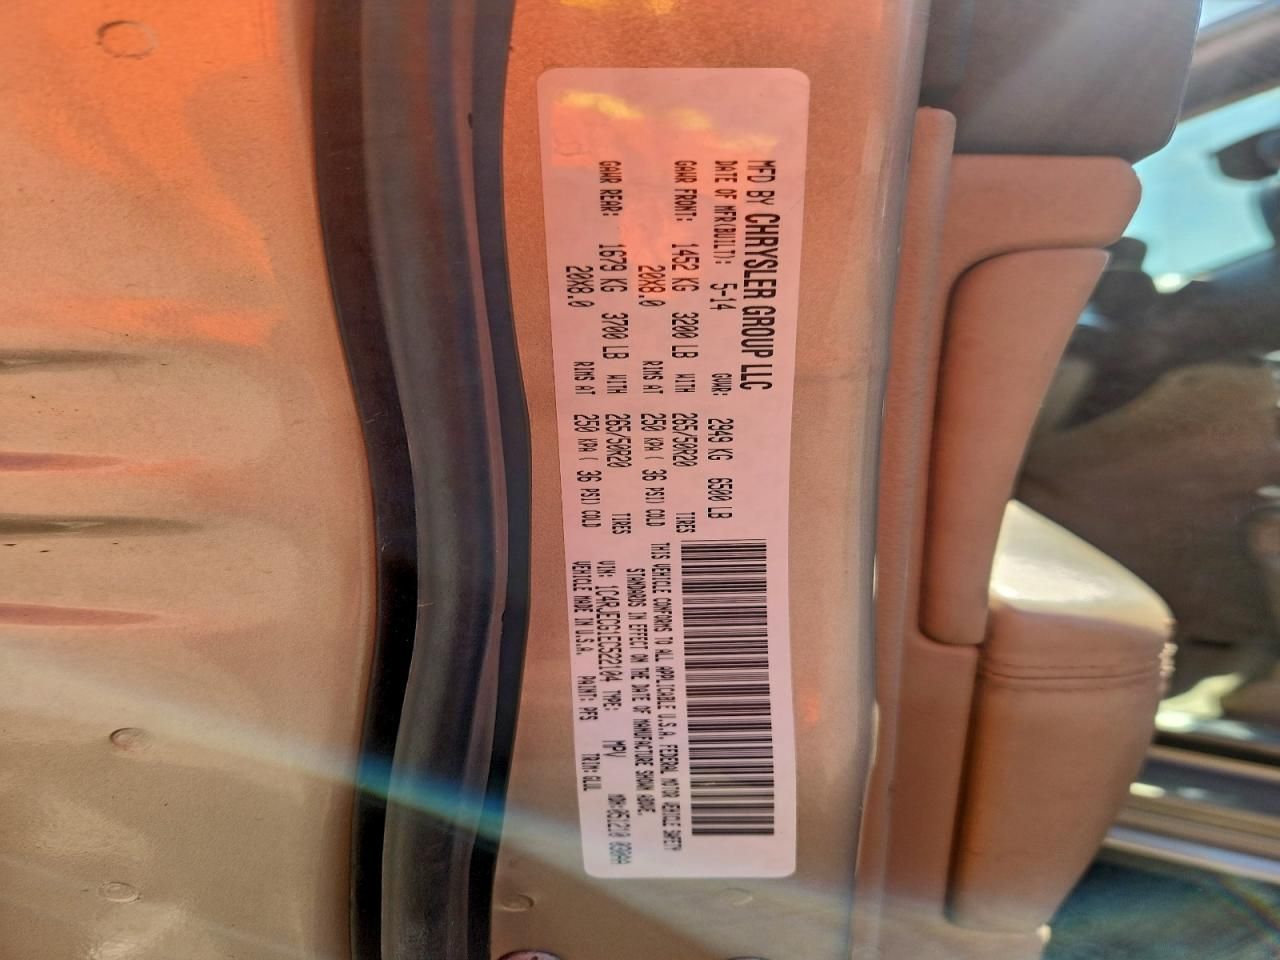 MFD BY CHRYSLER GROUP LLC
DATE OF MFR(BUILT): 5-14 GVWR: 2949 KG 6500 LB
GAWR FRONT: 1452 KG 3200 LB WITH 265/50R20 TIRES
20X8.0 RIMS AT 250 KPA ( 36 PSI) COLD
GAWR REAR: 1679 KG 3700 LB WITH 265/50R20 TIRES
20X8.0 RIMS AT 250 KPA ( 36 PSI) COLD
THIS VEHICLE CONFORMS TO ALL APPLICABLE U.S.A. FEDERAL MOTOR VEHICLE SAFETY
STANDARDS IN EFFECT ON THE DATE OF MANUFACTURE SHOWN ABOVE.
VIN: 1C4RJECG1EC522104 TYPE: MPV MDH:051210 090AA
VEHICLE MADE IN U.S.A. PAINT: PFS TRIM: